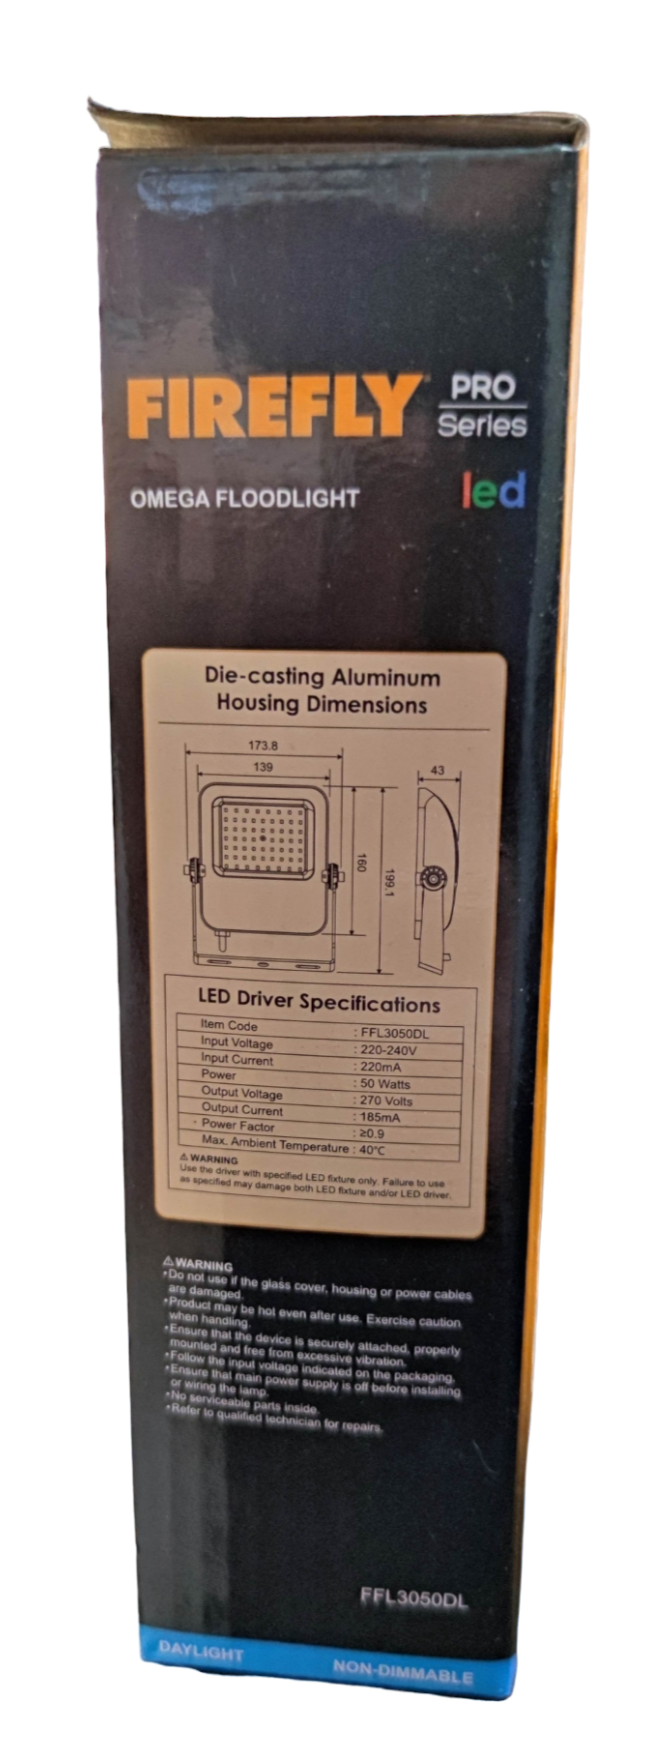 FIREFLY PRO Series
OMEGA FLOODLIGHT led
Die-casting Aluminum
Housing Dimensions
173.8
139
43
160
199.1
LED Driver Specifications
Item Code : FFL3050DL
Input Voltage : 220-240V
Input Current : 220mA
Power : 50 Watts
Output Voltage : 270 Volts
Output Current : 185mA
Power Factor : ≥0.9
Max. Ambient Temperature : 40°C
⚠ WARNING
Use the driver with specified LED fixture only. Failure to use
as specified may damage both LED fixture and/or LED driver.
⚠ WARNING
•Do not use if the glass cover, housing or power cables
are damaged.
•Product may be hot even after use. Exercise caution
when handling.
•Ensure that the device is securely attached, properly
mounted and free from excessive vibration.
•Follow the input voltage indicated on the packaging.
•Ensure that main power supply is off before installing
or wiring the lamp.
•No serviceable parts inside.
•Refer to qualified technician for repairs.
FFL3050DL
DAYLIGHT NON-DIMMABLE